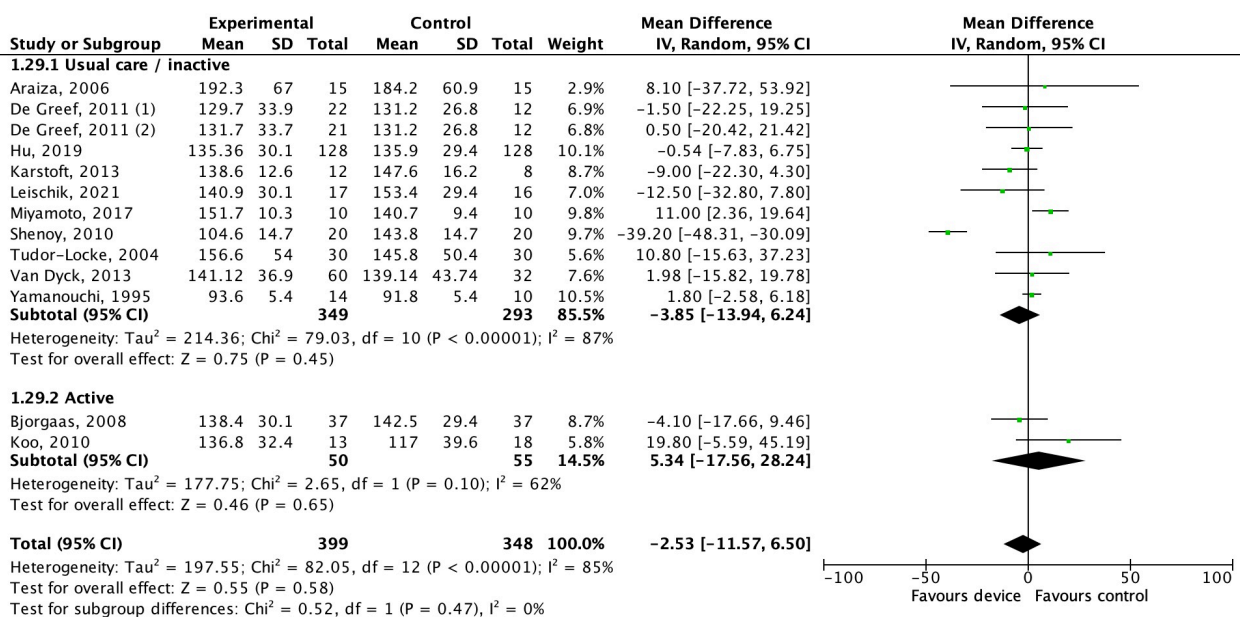 Experimental Control Mean Difference Mean Difference
Study or Subgroup Mean SD Total Mean SD Total Weight IV, Random, 95% CI IV, Random, 95% CI
1.29.1 Usual care / inactive
Araiza, 2006 192.3 67 15 184.2 60.9 15 2.9% 8.10 [-37.72, 53.92]
De Greef, 2011 (1) 129.7 33.9 22 131.2 26.8 12 6.9% -1.50 [-22.25, 19.25]
De Greef, 2011 (2) 131.7 33.7 21 131.2 26.8 12 6.8% 0.50 [-20.42, 21.42]
Hu, 2019 135.36 30.1 128 135.9 29.4 128 10.1% -0.54 [-7.83, 6.75]
Karstoft, 2013 138.6 12.6 12 147.6 16.2 8 8.7% -9.00 [-22.30, 4.30]
Leischik, 2021 140.9 30.1 17 153.4 29.4 16 7.0% -12.50 [-32.80, 7.80]
Miyamoto, 2017 151.7 10.3 10 140.7 9.4 10 9.8% 11.00 [2.36, 19.64]
Shenoy, 2010 104.6 14.7 20 143.8 14.7 20 9.7% -39.20 [-48.31, -30.09]
Tudor-Locke, 2004 156.6 54 30 145.8 50.4 30 5.6% 10.80 [-15.63, 37.23]
Van Dyck, 2013 141.12 36.9 60 139.14 43.74 32 7.6% 1.98 [-15.82, 19.78]
Yamanouchi, 1995 93.6 5.4 14 91.8 5.4 10 10.5% 1.80 [-2.58, 6.18]
Subtotal (95% CI) 349 293 85.5% -3.85 [-13.94, 6.24]
Heterogeneity: Tau² = 214.36; Chi² = 79.03, df = 10 (P < 0.00001); I² = 87%
Test for overall effect: Z = 0.75 (P = 0.45)
1.29.2 Active
Bjorgaas, 2008 138.4 30.1 37 142.5 29.4 37 8.7% -4.10 [-17.66, 9.46]
Koo, 2010 136.8 32.4 13 117 39.6 18 5.8% 19.80 [-5.59, 45.19]
Subtotal (95% CI) 50 55 14.5% 5.34 [-17.56, 28.24]
Heterogeneity: Tau² = 177.75; Chi² = 2.65, df = 1 (P = 0.10); I² = 62%
Test for overall effect: Z = 0.46 (P = 0.65)
Total (95% CI) 399 348 100.0% -2.53 [-11.57, 6.50]
Heterogeneity: Tau² = 197.55; Chi² = 82.05, df = 12 (P < 0.00001); I² = 85%
Test for overall effect: Z = 0.55 (P = 0.58)
Test for subgroup differences: Chi² = 0.52, df = 1 (P = 0.47), I² = 0%
-100 -50 0 50 100
Favours device Favours control